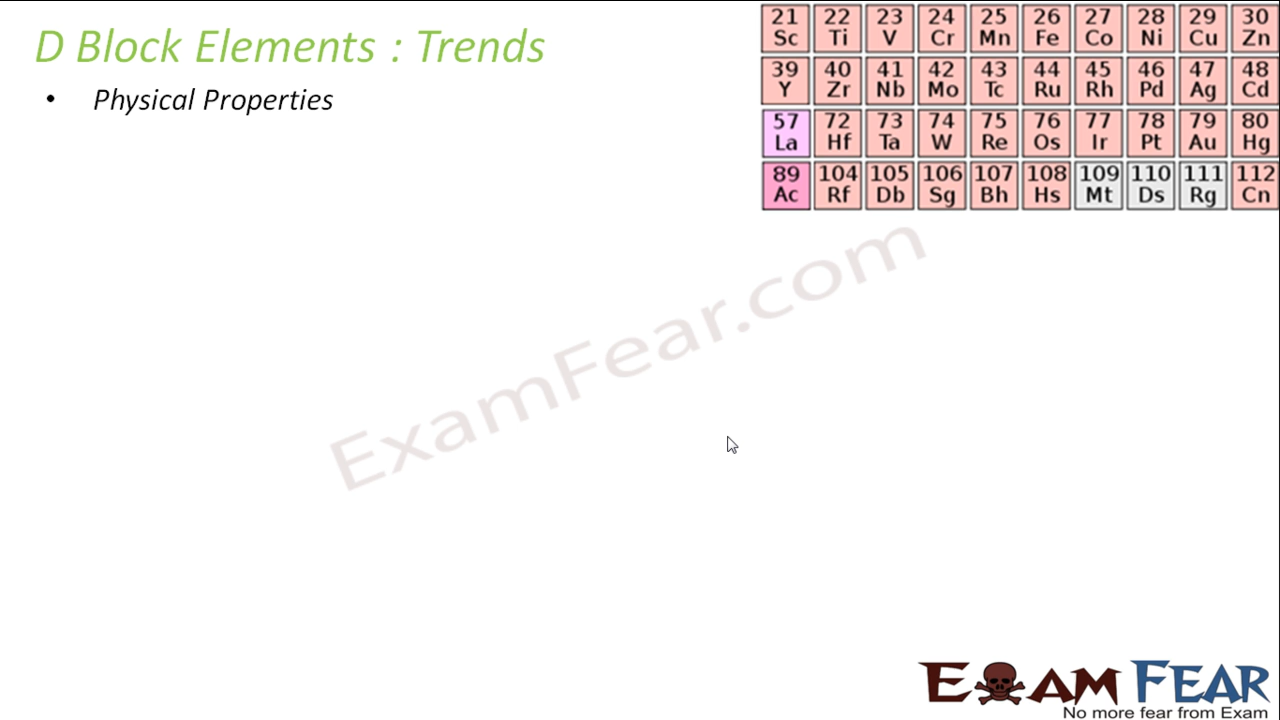 D Block Elements : Trends
• Physical Properties
21 22 23 24 25 26 27 28 29 30
Sc Ti V Cr Mn Fe Co Ni Cu Zn
39 40 41 42 43 44 45 46 47 48
Y Zr Nb Mo Tc Ru Rh Pd Ag Cd
57 72 73 74 75 76 77 78 79 80
La Hf Ta W Re Os Ir Pt Au Hg
89 104 105 106 107 108 109 110 111 112
Ac Rf Db Sg Bh Hs Mt Ds Rg Cn
ExamFear.com
EXAM FEAR
No more fear from Exam